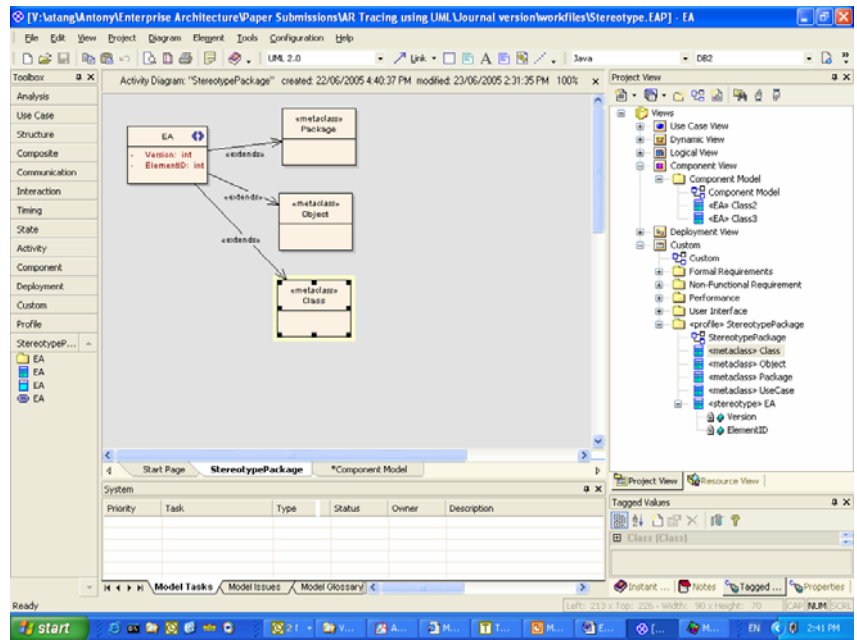 [V:\atang\Antony\Enterprise Architecture\Paper Submissions\AR Tracing using UML\Journal version\workfiles\Stereotype.EAP] - EA
File Edit View Project Diagram Element Tools Configuration Help
UML 2.0
Link
Java
DB2
Toolbox
Analysis
Use Case
Structure
Composite
Communication
Interaction
Timing
State
Activity
Component
Deployment
Custom
Profile
StereotypeP...
EA
EA
EA
EA
Activity Diagram: "StereotypePackage" created: 22/06/2005 4:40:37 PM modified: 23/06/2005 2:31:35 PM 100%
EA
- Version: int
- ElementID: int
«extends»
«extends»
«extends»
«metaclass»
Package
«metaclass»
Object
«metaclass»
Class
Start Page StereotypePackage *Component Model
System
Priority Task Type Status Owner Description
Model Tasks Model Issues Model Glossary
Project View
Views
Use Case View
Dynamic View
Logical View
Component View
Component Model
Component Model
«EA» Class2
«EA» Class3
Deployment View
Custom
Custom
Formal Requirements
Non-Functional Requirement
Performance
User Interface
«profile» StereotypePackage
StereotypePackage
«metaclass» Class
«metaclass» Object
«metaclass» Package
«metaclass» UseCase
«stereotype» EA
Version
ElementID
Project View Resource View
Tagged Values
Class (Class)
Instant ... Notes Tagged ... Properties
Ready
Left: 213 x Top: 226 - Width: 90 x Height: 70 CAP NUM SCRL
start
2 t
V...
A...
M...
T...
M...
E...
(...
M...
EN
2:41 PM